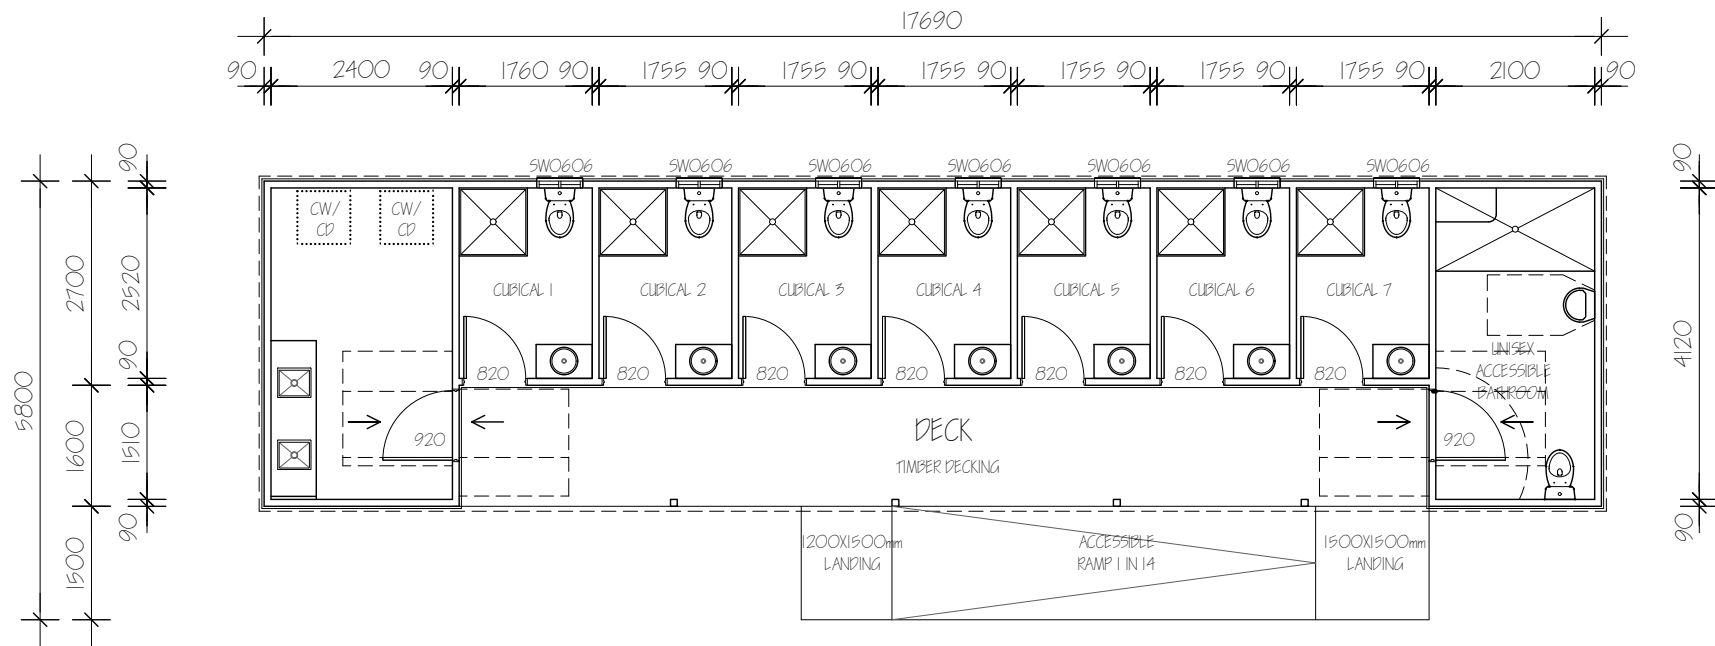 17690
90 2400 90 1760 90 1755 90 1755 90 1755 90 1755 90 1755 90 1755 90 2100 90
SW0606 SW0606 SW0606 SW0606 SW0606 SW0606 SW0606
90
2520
90
1510
90
2700
1600
1500
5800
90
4120
90
CW/
CD
CW/
CD
CUBICAL 1
CUBICAL 2
CUBICAL 3
CUBICAL 4
CUBICAL 5
CUBICAL 6
CUBICAL 7
UNISEX
ACCESSIBLE
BATHROOM
820 820 820 820 820 820 820
920
920
DECK
TIMBER DECKING
1200X1500mm
LANDING
ACCESSIBLE
RAMP 1 IN 14
1500X1500mm
LANDING